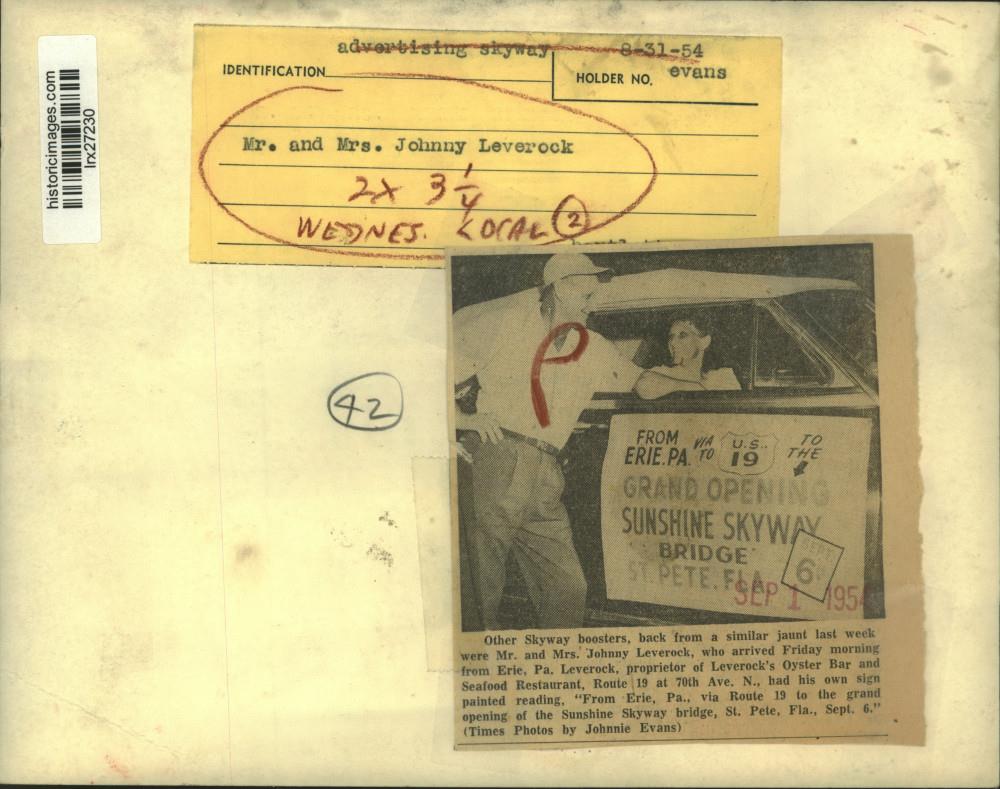 historicimages.com
lrx27230
advertising skyway 8-31-54
IDENTIFICATION
HOLDER NO. evans
Mr. and Mrs. Johnny Leverock
2x 3 1/4
WEDNES. LOCAL 2
42
P
FROM ERIE. PA. VIA TO U.S. 19 TO THE
GRAND OPENING
SUNSHINE SKYWAY
BRIDGE
ST. PETE. FLA.
SEPT. 6
SEP 1 1954
Other Skyway boosters, back from a similar jaunt last week
were Mr. and Mrs. Johnny Leverock, who arrived Friday morning
from Erie, Pa. Leverock, proprietor of Leverock's Oyster Bar and
Seafood Restaurant, Route 19 at 70th Ave. N., had his own sign
painted reading, "From Erie, Pa., via Route 19 to the grand
opening of the Sunshine Skyway bridge, St. Pete, Fla., Sept. 6."
(Times Photos by Johnnie Evans)